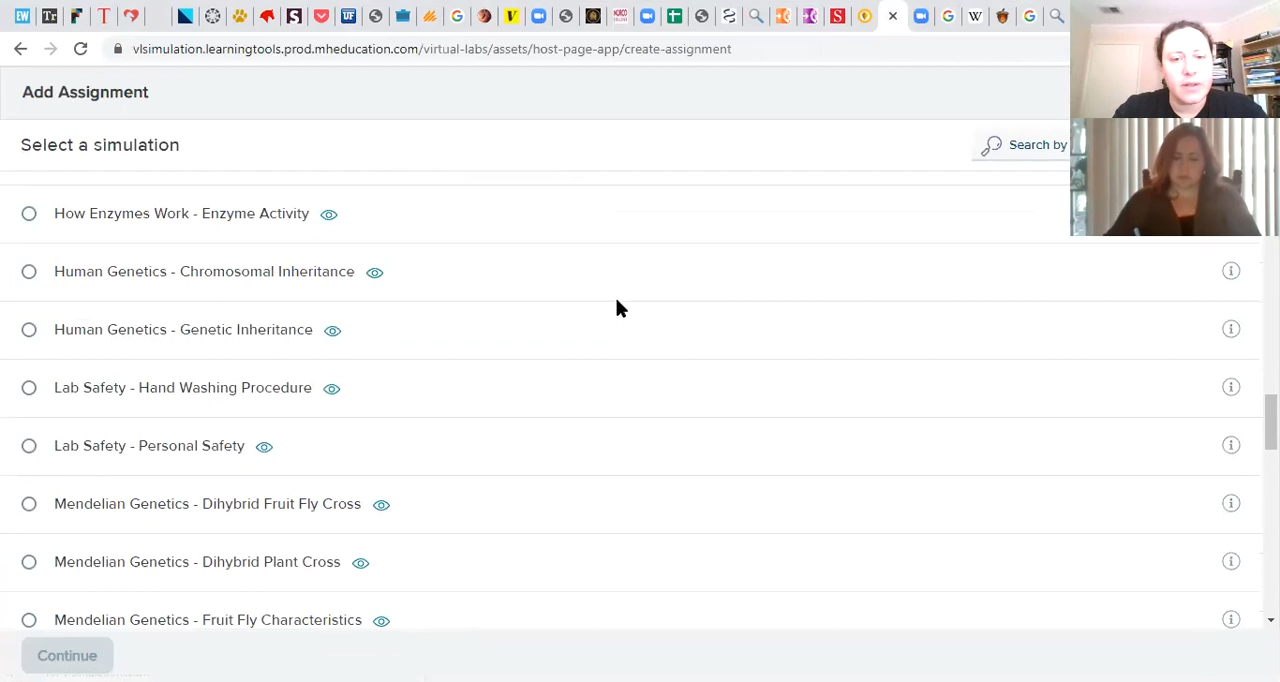 vlsimulation.learningtools.prod.mheducation.com/virtual-labs/assets/host-page-app/create-assignment
Add Assignment
Select a simulation
Search by
How Enzymes Work - Enzyme Activity
Human Genetics - Chromosomal Inheritance
Human Genetics - Genetic Inheritance
Lab Safety - Hand Washing Procedure
Lab Safety - Personal Safety
Mendelian Genetics - Dihybrid Fruit Fly Cross
Mendelian Genetics - Dihybrid Plant Cross
Mendelian Genetics - Fruit Fly Characteristics
Continue